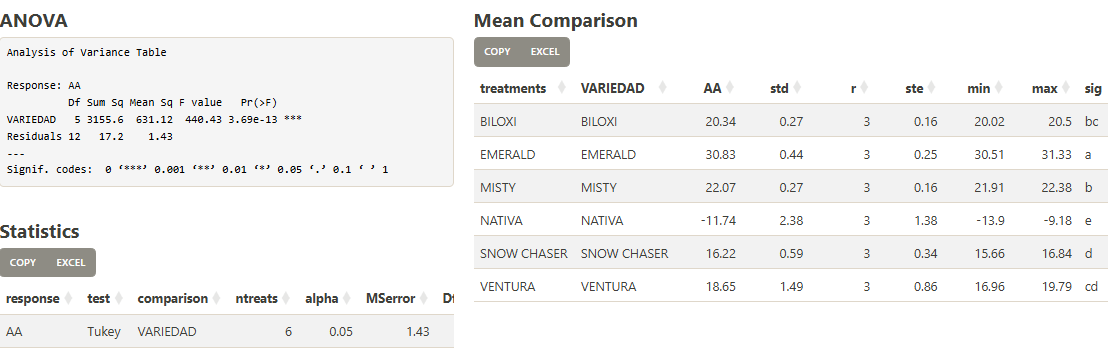 ANOVA
Analysis of Variance Table
Response: AA
Df Sum Sq Mean Sq F value Pr(>F)
VARIEDAD 5 3155.6 631.12 440.43 3.69e-13 ***
Residuals 12 17.2 1.43
---
Signif. codes: 0 ‘***’ 0.001 ‘**’ 0.01 ‘*’ 0.05 ‘.’ 0.1 ‘ ’ 1
Statistics
COPY EXCEL
response test comparison ntreats alpha MSerror
AA Tukey VARIEDAD 6 0.05 1.43
Mean Comparison
COPY EXCEL
treatments VARIEDAD AA std r ste min max sig
BILOXI BILOXI 20.34 0.27 3 0.16 20.02 20.5 bc
EMERALD EMERALD 30.83 0.44 3 0.25 30.51 31.33 a
MISTY MISTY 22.07 0.27 3 0.16 21.91 22.38 b
NATIVA NATIVA -11.74 2.38 3 1.38 -13.9 -9.18 e
SNOW CHASER SNOW CHASER 16.22 0.59 3 0.34 15.66 16.84 d
VENTURA VENTURA 18.65 1.49 3 0.86 16.96 19.79 cd